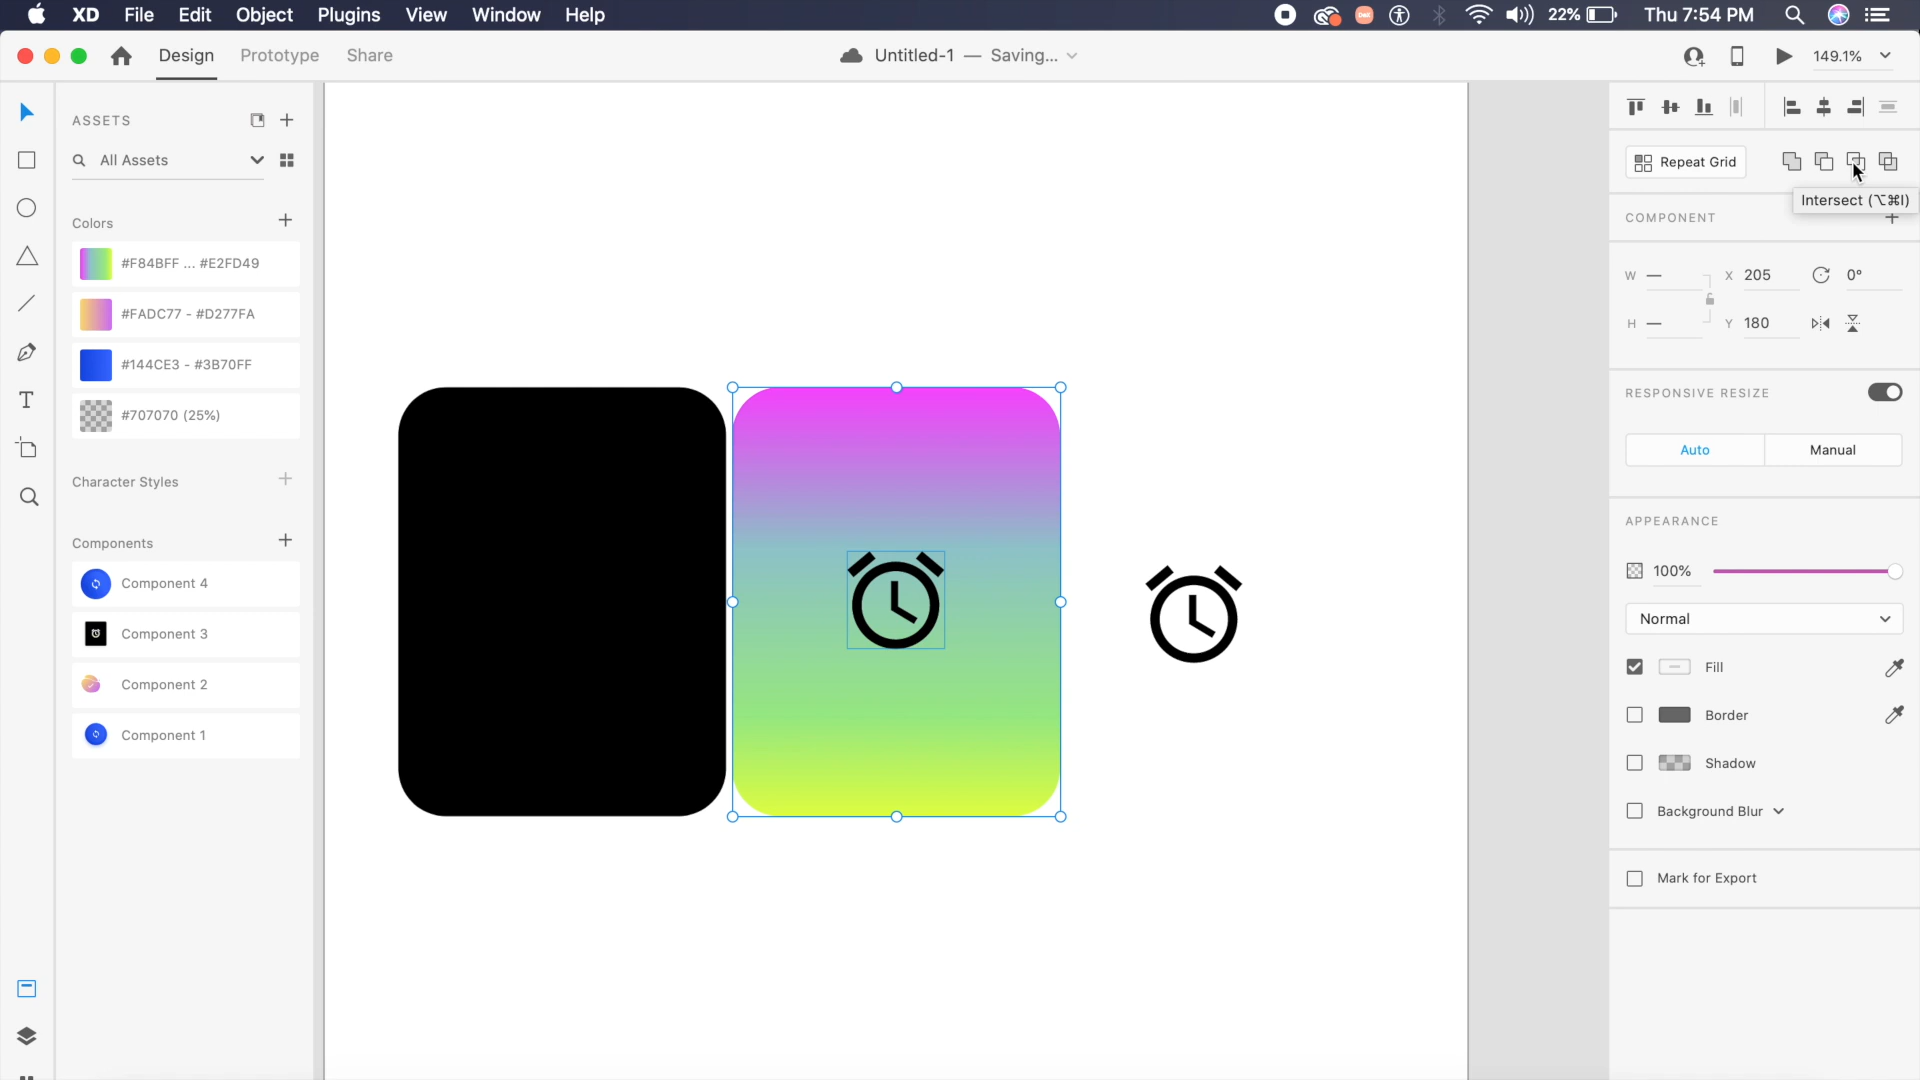 XD File Edit Object Plugins View Window Help 22% Thu 7:54 PM
Design Prototype Share Untitled-1 — Saving... 149.1%
ASSETS
All Assets
Repeat Grid
Intersect (⌥⌘I)
COMPONENT
Colors
#F84BFF ... #E2FD49
W — X 205 0°
#FADC77 - #D277FA
H — Y 180
#144CE3 - #3B70FF
RESPONSIVE RESIZE
#707070 (25%)
Auto Manual
Character Styles
APPEARANCE
Components
100%
Component 4
Normal
Component 3
Fill
Component 2
Border
Component 1
Shadow
Background Blur
Mark for Export